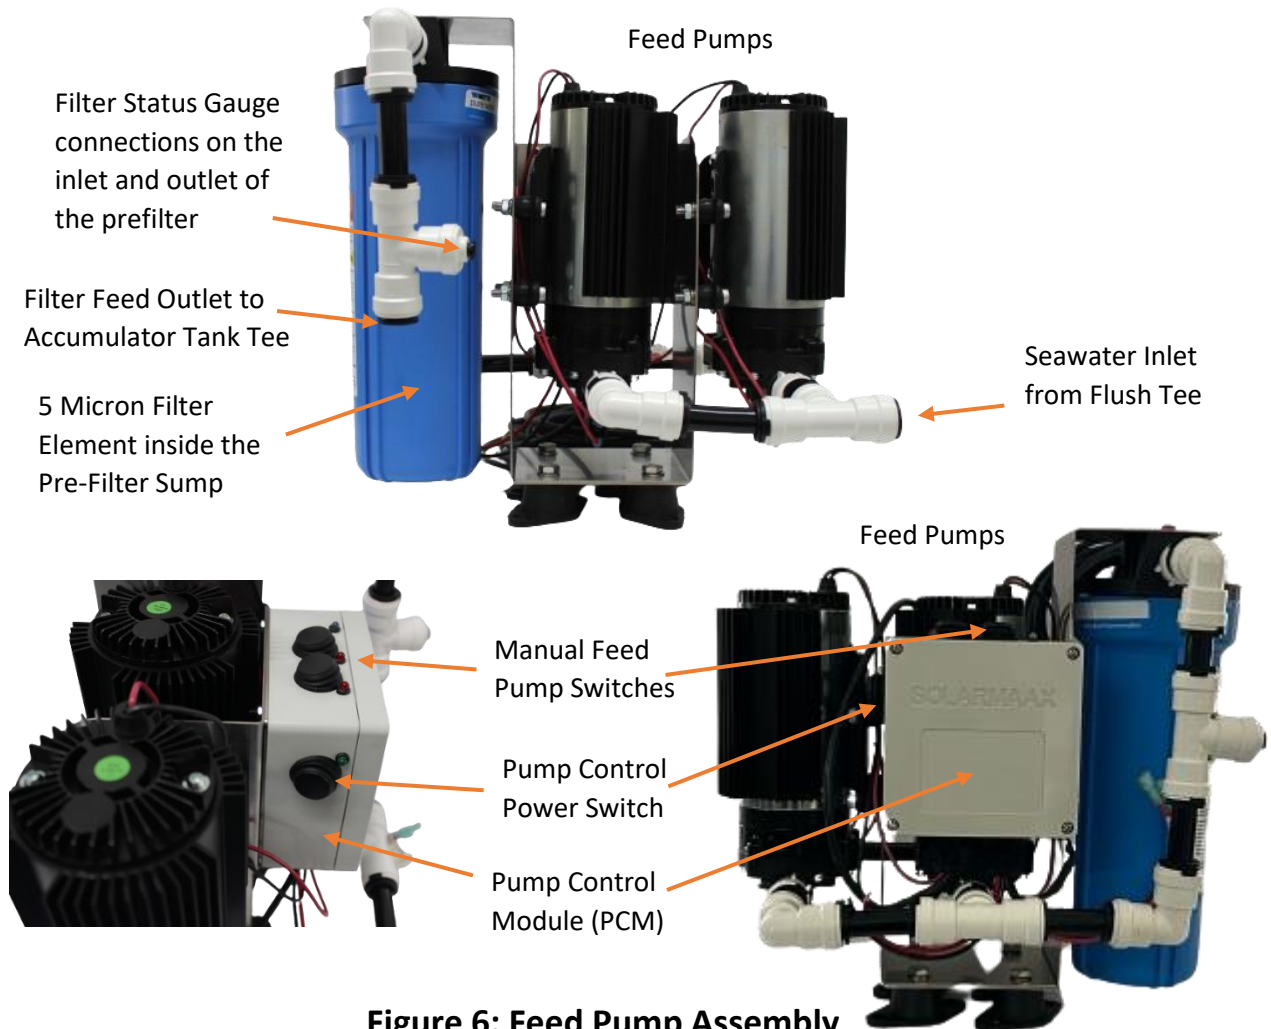 Feed Pumps
Filter Status Gauge
connections on the
inlet and outlet of
the prefilter
Filter Feed Outlet to
Accumulator Tank Tee
5 Micron Filter
Element inside the
Pre-Filter Sump
Seawater Inlet
from Flush Tee
Feed Pumps
Manual Feed
Pump Switches
Pump Control
Power Switch
Pump Control
Module (PCM)
SOLARMAAX
Figure 6: Feed Pump Assembly